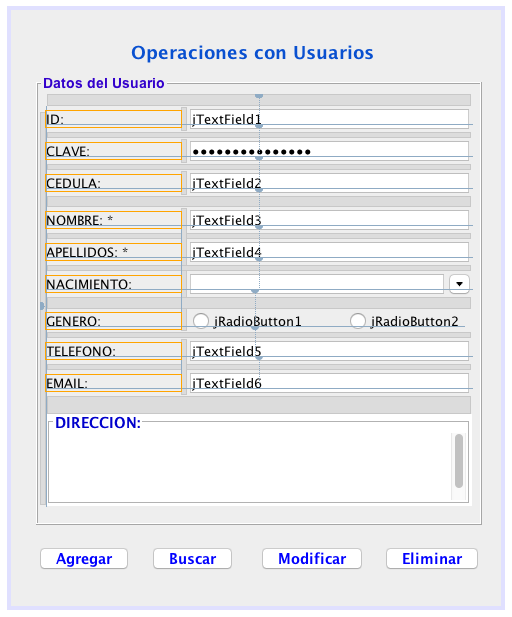 Operaciones con Usuarios
Datos del Usuario
ID: jTextField1
CLAVE: •••••••••••••••
CEDULA: jTextField2
NOMBRE: * jTextField3
APELLIDOS: * jTextField4
NACIMIENTO:
GENERO: jRadioButton1 jRadioButton2
TELEFONO: jTextField5
EMAIL: jTextField6
DIRECCION:
Agregar Buscar Modificar Eliminar